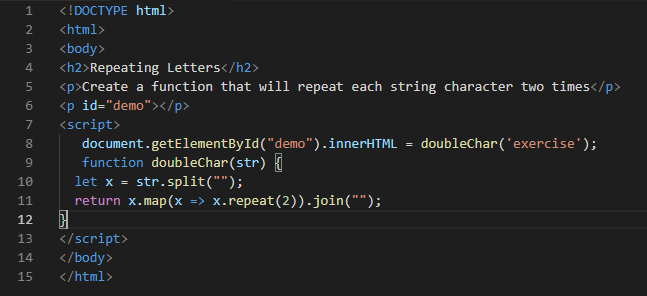 1 <!DOCTYPE html>
2 <html>
3 <body>
4 <h2>Repeating Letters</h2>
5 <p>Create a function that will repeat each string character two times</p>
6 <p id="demo"></p>
7 <script>
8 document.getElementById("demo").innerHTML = doubleChar('exercise');
9 function doubleChar(str) {
10 let x = str.split("");
11 return x.map(x => x.repeat(2)).join("");
12 }
13 </script>
14 </body>
15 </html>